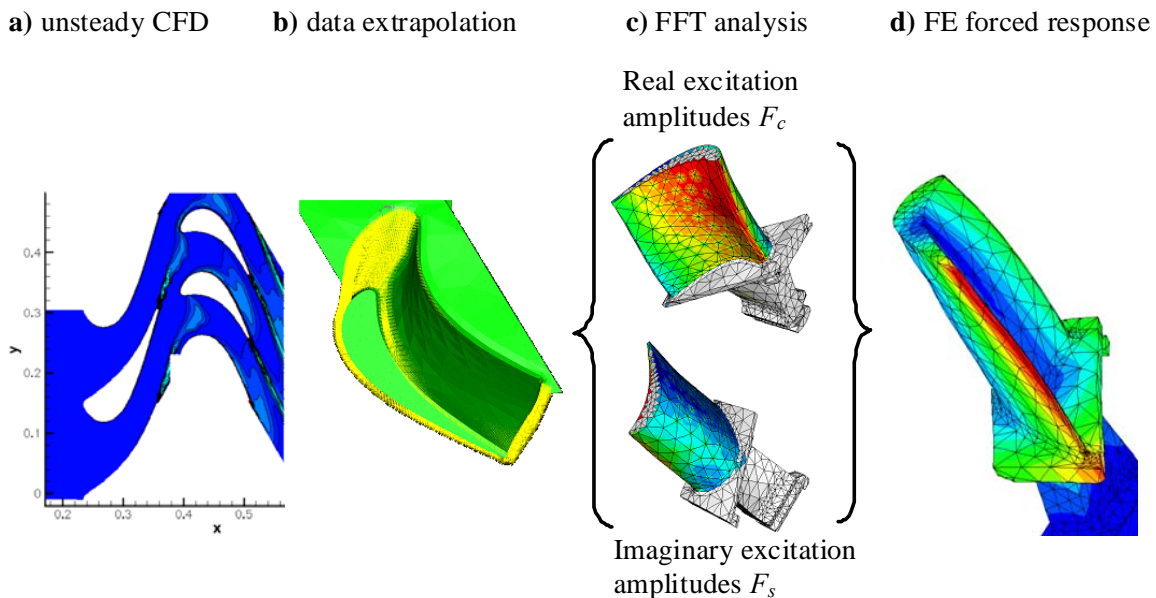 a) unsteady CFD
b) data extrapolation
c) FFT analysis
d) FE forced response
Real excitation
amplitudes Fc
0.4
0.3
y
0.2
0.1
0
0.2 0.3 0.4 0.5
x
Imaginary excitation
amplitudes Fs